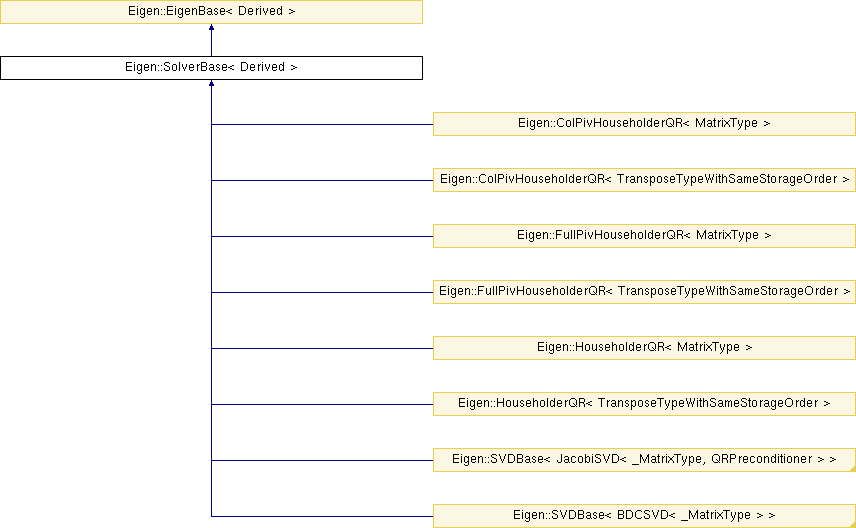 Eigen::EigenBase< Derived >
Eigen::SolverBase< Derived >
Eigen::ColPivHouseholderQR< MatrixType >
Eigen::ColPivHouseholderQR< TransposeTypeWithSameStorageOrder >
Eigen::FullPivHouseholderQR< MatrixType >
Eigen::FullPivHouseholderQR< TransposeTypeWithSameStorageOrder >
Eigen::HouseholderQR< MatrixType >
Eigen::HouseholderQR< TransposeTypeWithSameStorageOrder >
Eigen::SVDBase< JacobiSVD< _MatrixType, QRPreconditioner > >
Eigen::SVDBase< BDCSVD< _MatrixType > >